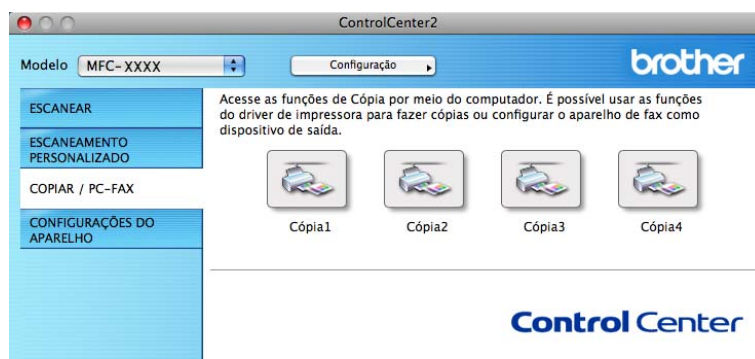 ControlCenter2
Modelo MFC-XXXX Configuração brother
ESCANEAR
ESCANEAMENTO
PERSONALIZADO
COPIAR / PC-FAX
CONFIGURAÇÕES DO
APARELHO
Acesse as funções de Cópia por meio do computador. É possível usar as funções
do driver de impressora para fazer cópias ou configurar o aparelho de fax como
dispositivo de saída.
Cópia1 Cópia2 Cópia3 Cópia4
Control Center